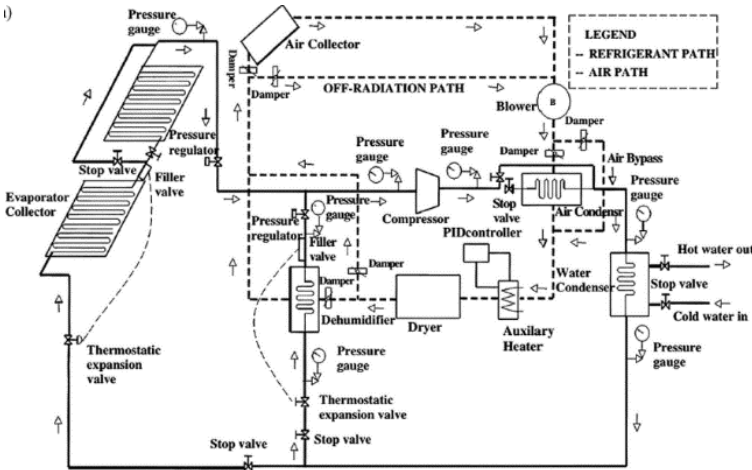 )
Pressure
gauge
Air Collector
Damper
Damper
OFF-RADIATION PATH
LEGEND
-- REFRIGERANT PATH
-- AIR PATH
Blower
B
Damper
Damper
Air Bypass
Pressure
regulator
Stop valve
Filler
valve
Evaporator
Collector
Pressure
gauge
Pressure
gauge
Compressor
Stop
valve
Air Condensr
Pressure
gauge
Pressure
gauge
Pressure
regulator
Filler
valve
PIDcontroller
Damper
Damper
Dehumidifier
Dryer
Auxilary
Heater
Water
Condenser
Hot water out
Stop valve
Cold water in
Pressure
gauge
Thermostatic
expansion
valve
Pressure
gauge
Thermostatic
expansion valve
Stop valve
Stop valve